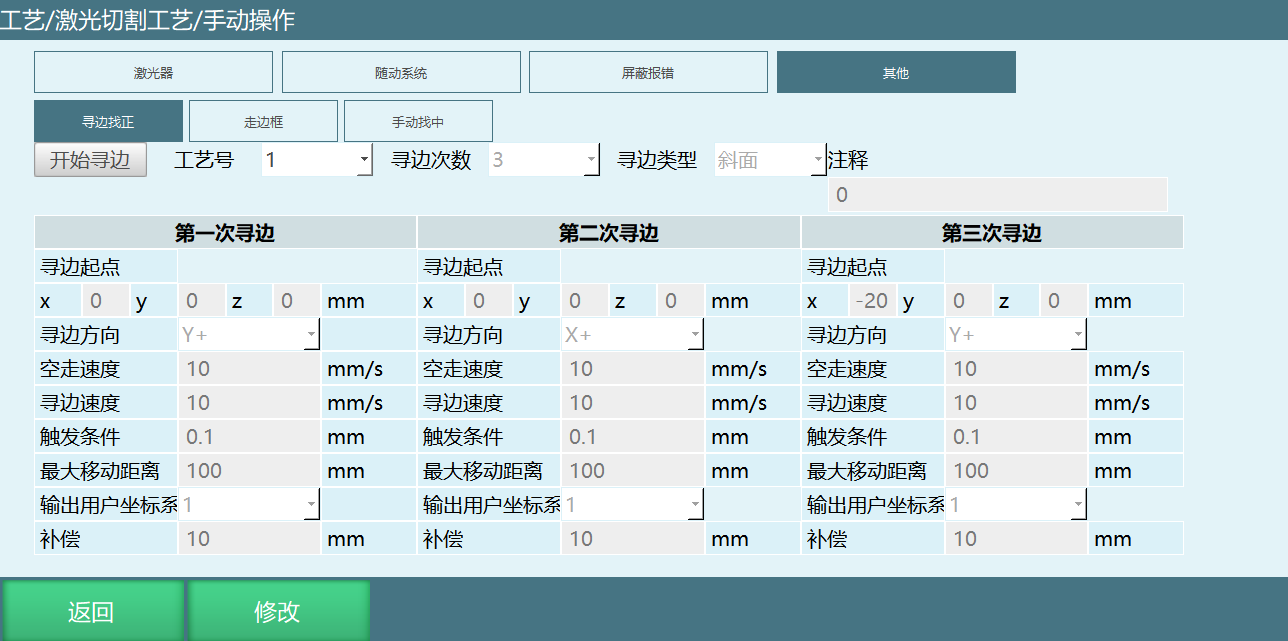 工艺/激光切割工艺/手动操作
激光器 随动系统 屏蔽报错 其他
寻边找正 走边框 手动找中
开始寻边 工艺号 1 寻边次数 3 寻边类型 斜面 注释
0
第一次寻边 第二次寻边 第三次寻边
寻边起点 寻边起点 寻边起点
x 0 y 0 z 0 mm x 0 y 0 z 0 mm x -20 y 0 z 0 mm
寻边方向 Y+ 寻边方向 X+ 寻边方向 Y+
空走速度 10 mm/s 空走速度 10 mm/s 空走速度 10 mm/s
寻边速度 10 mm/s 寻边速度 10 mm/s 寻边速度 10 mm/s
触发条件 0.1 mm 触发条件 0.1 mm 触发条件 0.1 mm
最大移动距离 100 mm 最大移动距离 100 mm 最大移动距离 100 mm
输出用户坐标系 1 输出用户坐标系 1 输出用户坐标系 1
补偿 10 mm 补偿 10 mm 补偿 10 mm
返回 修改